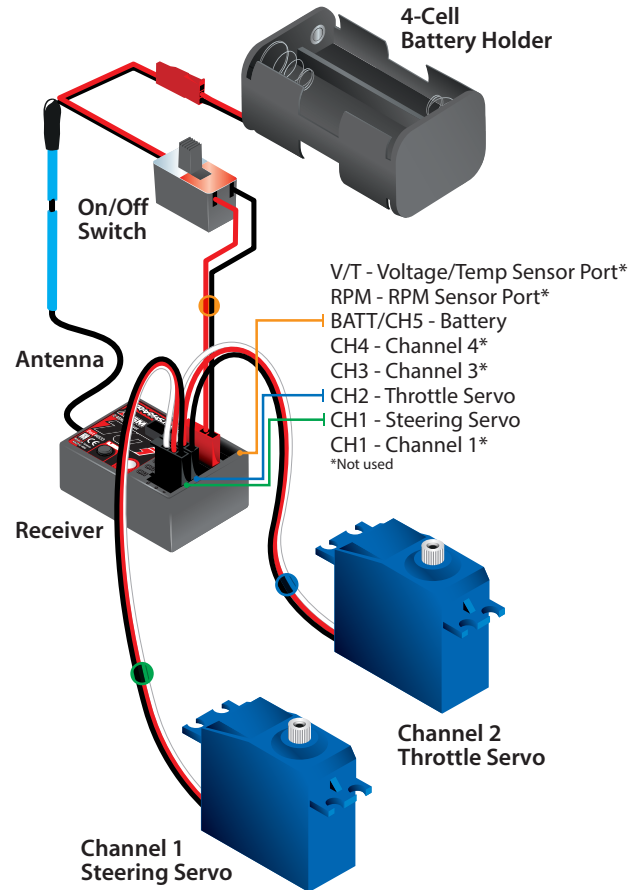 4-Cell
Battery Holder
On/Off
Switch
V/T - Voltage/Temp Sensor Port*
RPM - RPM Sensor Port*
BATT/CH5 - Battery
CH4 - Channel 4*
CH3 - Channel 3*
CH2 - Throttle Servo
CH1 - Steering Servo
CH1 - Channel 1*
*Not used
Antenna
Receiver
Channel 2
Throttle Servo
Channel 1
Steering Servo